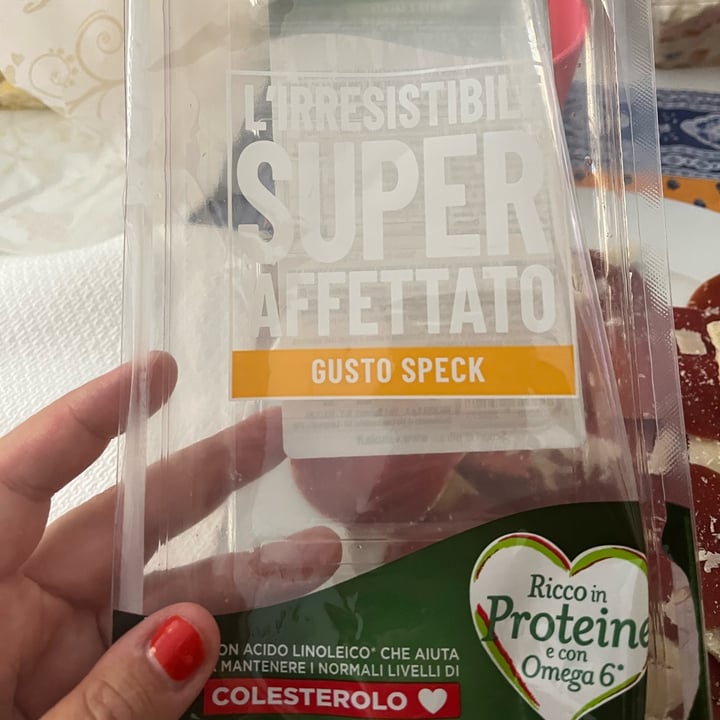 L'IRRESISTIBIL
SUPER
AFFETTATO
GUSTO SPECK
Ricco in
Proteine
e con
Omega 6*
ON ACIDO LINOLEICO* CHE AIUTA
MANTENERE I NORMALI LIVELLI DI
COLESTEROLO